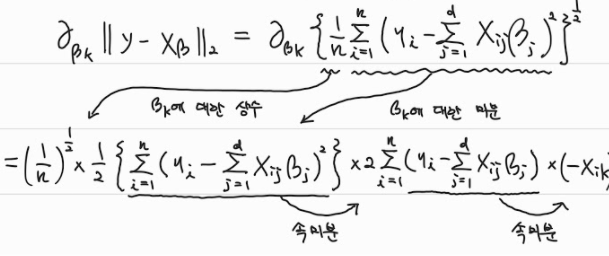 ∂_{βk} ‖ y - Xβ ‖₂ = ∂_{βk} { 1/n Σ_{i=1}^{n} ( y_i - Σ_{j=1}^{d} X_{ij} β_j )² }^{1/2}
βk에 대한 상수 βk에 대한 미분
= (1/n)^{1/2} × 1/2 { Σ_{i=1}^{n} ( y_i - Σ_{j=1}^{d} X_{ij} β_j )² } × 2 Σ_{i=1}^{n} ( y_i - Σ_{j=1}^{d} X_{ij} β_j ) × (-X_{ik}
속미분 속미분